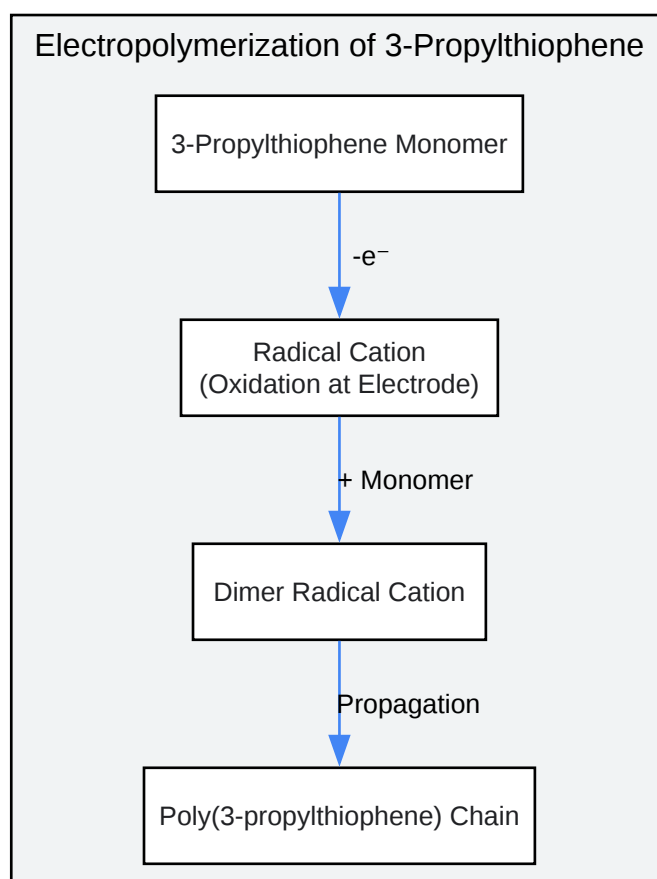 Electropolymerization of 3-Propylthiophene
3-Propylthiophene Monomer
-e⁻
Radical Cation
(Oxidation at Electrode)
+ Monomer
Dimer Radical Cation
Propagation
Poly(3-propylthiophene) Chain